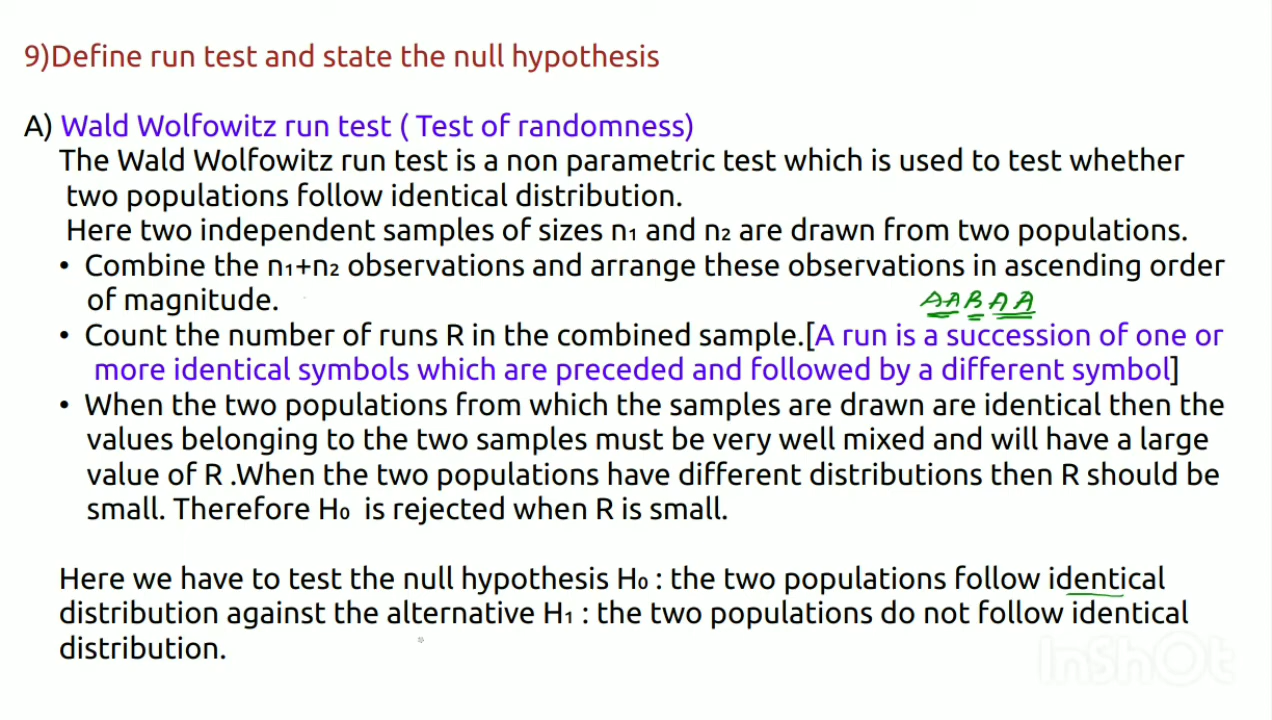 9)Define run test and state the null hypothesis
A) Wald Wolfowitz run test ( Test of randomness)
The Wald Wolfowitz run test is a non parametric test which is used to test whether
two populations follow identical distribution.
Here two independent samples of sizes n₁ and n₂ are drawn from two populations.
• Combine the n₁+n₂ observations and arrange these observations in ascending order
of magnitude.
AABAA
• Count the number of runs R in the combined sample.[A run is a succession of one or
more identical symbols which are preceded and followed by a different symbol]
• When the two populations from which the samples are drawn are identical then the
values belonging to the two samples must be very well mixed and will have a large
value of R .When the two populations have different distributions then R should be
small. Therefore H₀ is rejected when R is small.
Here we have to test the null hypothesis H₀ : the two populations follow identical
distribution against the alternative H₁ : the two populations do not follow identical
distribution.
InShOt